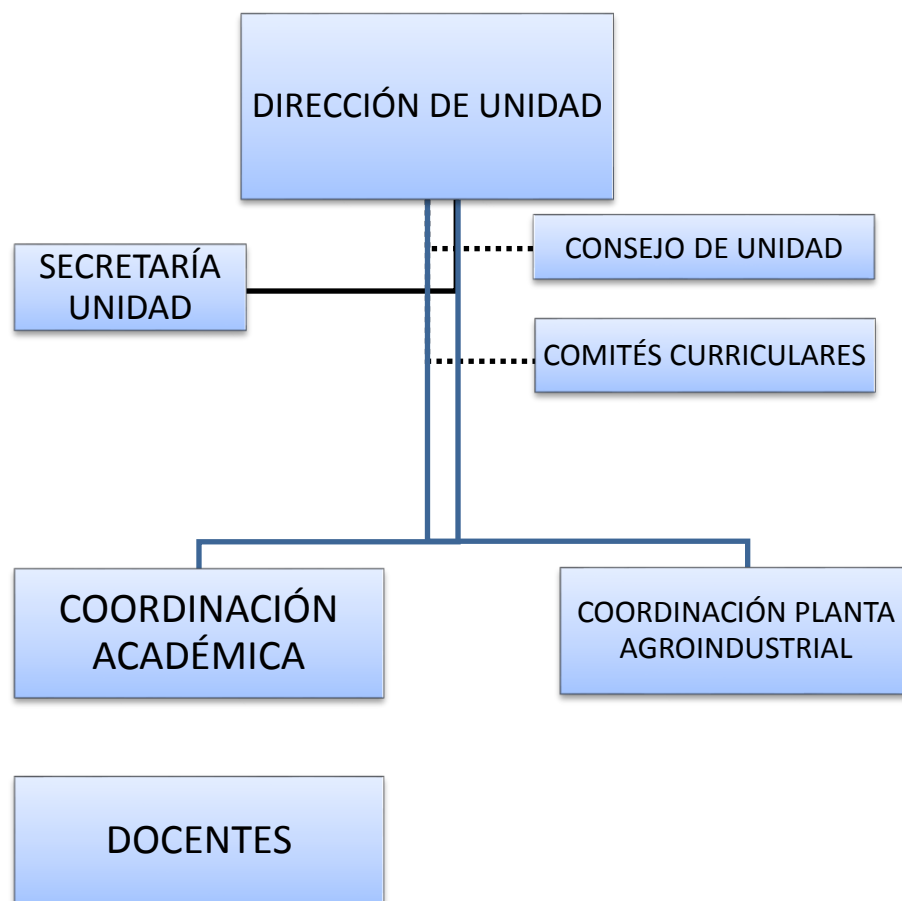 DIRECCIÓN DE UNIDAD
CONSEJO DE UNIDAD
SECRETARÍA
UNIDAD
COMITÉS CURRICULARES
COORDINACIÓN
ACADÉMICA
COORDINACIÓN PLANTA
AGROINDUSTRIAL
DOCENTES